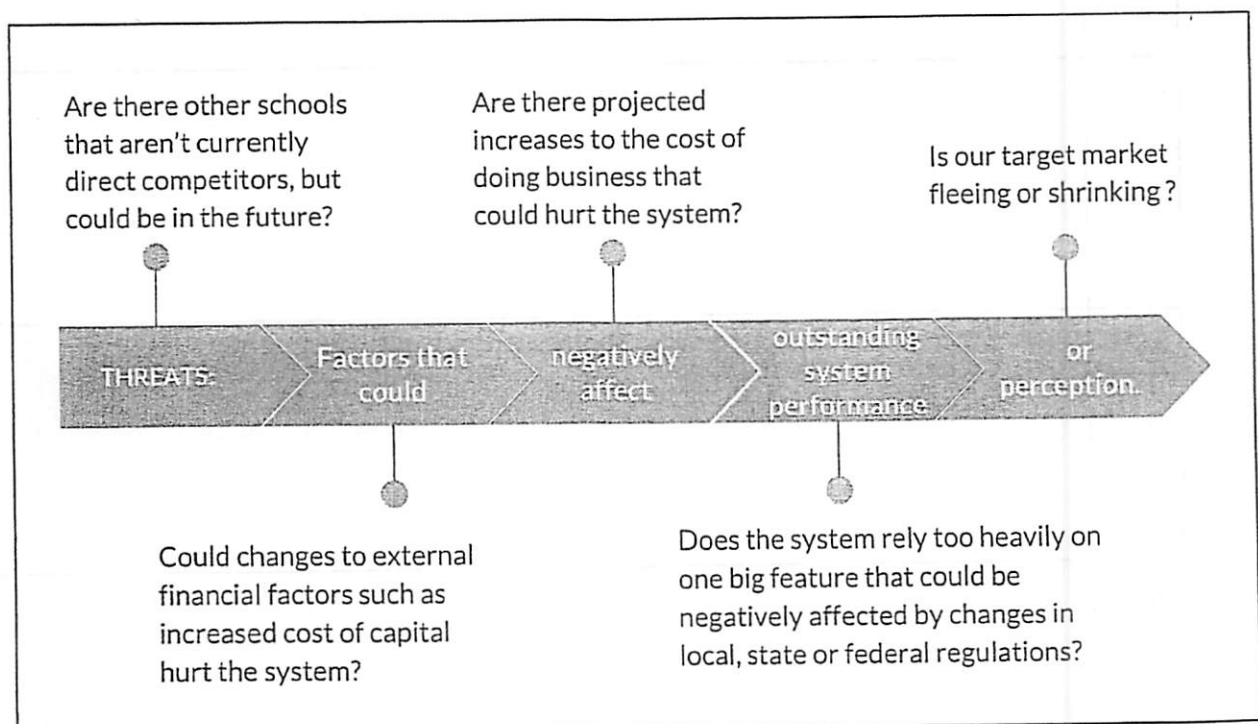 Are there other schools
that aren't currently
direct competitors, but
could be in the future?
Are there projected
increases to the cost of
doing business that
could hurt the system?
Is our target market
fleeing or shrinking?
THREATS:
Factors that
could
negatively
affect
outstanding
system
performance
or
perception.
Could changes to external
financial factors such as
increased cost of capital
hurt the system?
Does the system rely too heavily on
one big feature that could be
negatively affected by changes in
local, state or federal regulations?